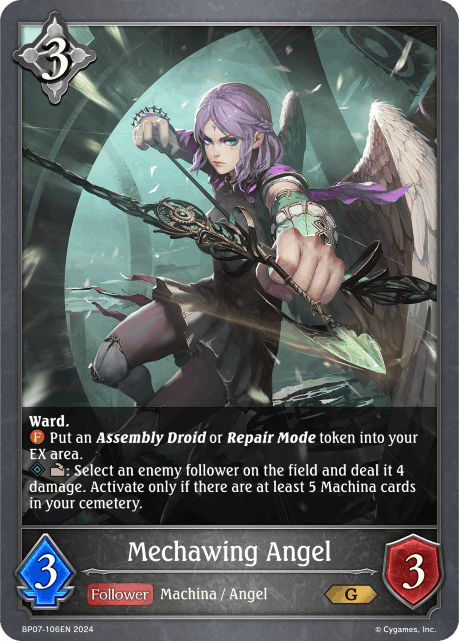 3
Ward.
F Put an Assembly Droid or Repair Mode token into your
EX area.
: Select an enemy follower on the field and deal it 4
damage. Activate only if there are at least 5 Machina cards
in your cemetery.
Mechawing Angel
3
Follower Machina / Angel
G
3
BP07-106EN 2024
© Cygames, Inc.